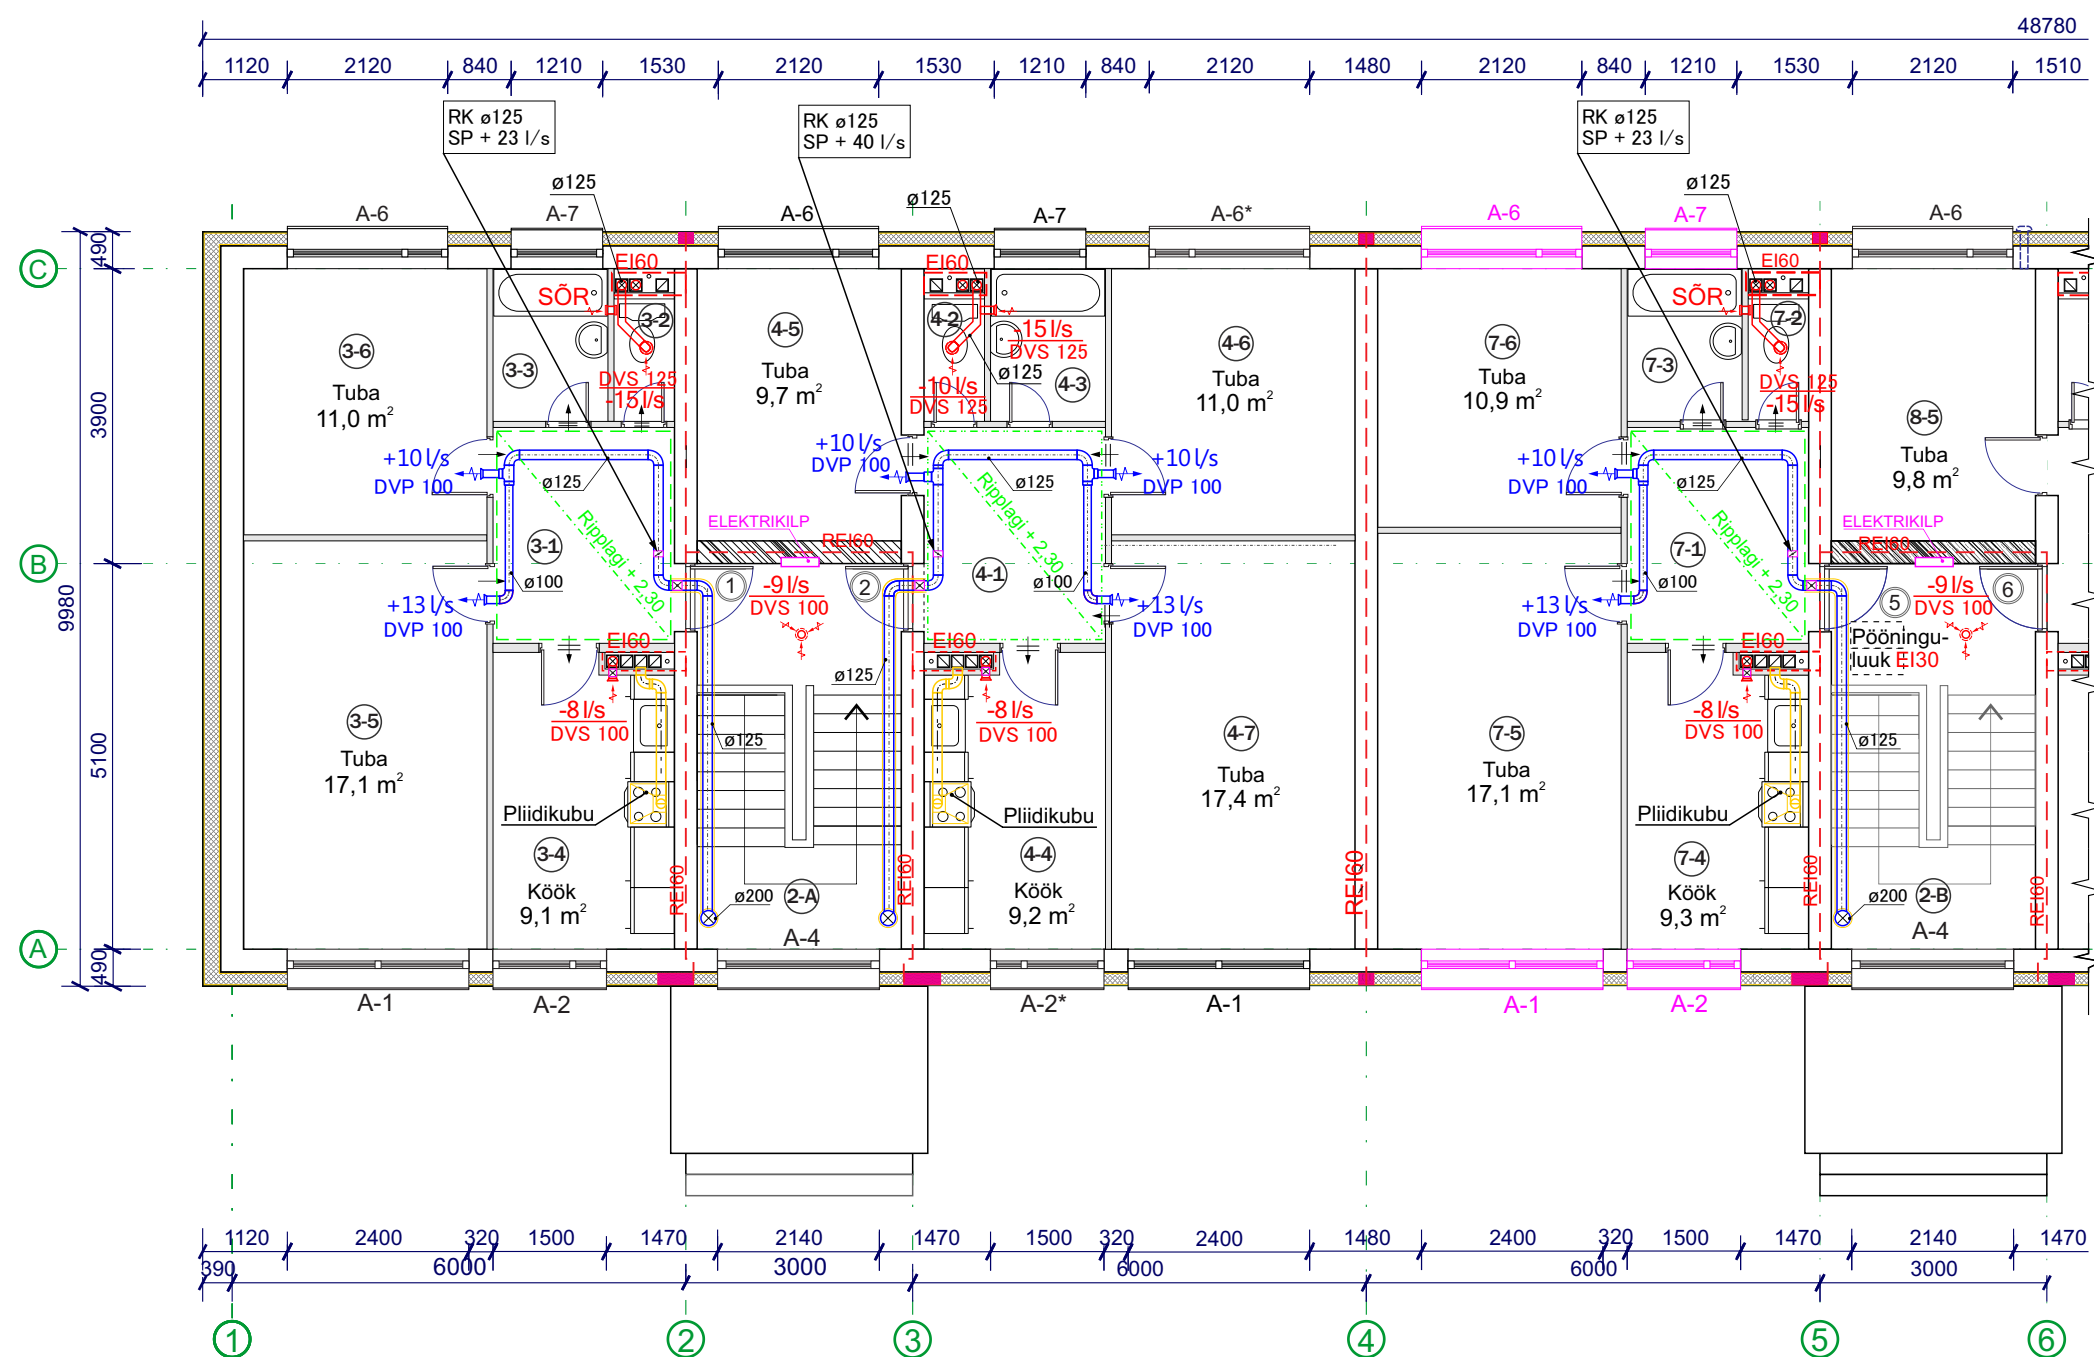 48780
1120 2120 840 1210 1530 2120 1530 1210 840 2120 1480 2120 840 1210 1530 2120 1510
RK ø125
SP + 23 l/s
RK ø125
SP + 40 l/s
RK ø125
SP + 23 l/s
ø125 ø125 ø125
A-6 A-7 A-6 A-7 A-6* A-6 A-7 A-6
490
3900
5100
490
9980
C
B
A
EI60 EI60 EI60
SÕR SÕR
3-6
Tuba
11,0 m²
3-3
3-2
DVS 125
-15 l/s
4-5
Tuba
9,7 m²
4-2
-10 l/s
DVS 125
-15 l/s
DVS 125
ø125
4-3
4-6
Tuba
11,0 m²
7-6
Tuba
10,9 m²
7-3
7-2
DVS 125
-15 l/s
8-5
Tuba
9,8 m²
+10 l/s
DVP 100
ø125
+10 l/s
DVP 100
ø125
+10 l/s
DVP 100
+10 l/s
DVP 100
ø125
3-1
ø100
Ripplagi + 2,30
+13 l/s
DVP 100
ELEKTRIKILP
REI60
1
2
-9 l/s
DVS 100
4-1
ø100
Ripplagi + 2,30
+13 l/s
DVP 100
+13 l/s
DVP 100
7-1
ø100
Ripplagi + 2,30
ELEKTRIKILP
REI60
5
6
-9 l/s
DVS 100
Pööningu-
luuk EI30
EI60 EI60 EI60
-8 l/s
DVS 100
-8 l/s
DVS 100
-8 l/s
DVS 100
ø125
ø125
ø125
3-5
Tuba
17,1 m²
Pliidikubu
3-4
Köök
9,1 m²
REI60
ø200
2-A
A-4
REI60
Pliidikubu
4-4
Köök
9,2 m²
4-7
Tuba
17,4 m²
REI60
7-5
Tuba
17,1 m²
Pliidikubu
7-4
Köök
9,3 m²
REI60
ø200
2-B
A-4
REI60
A-1 A-2 A-2* A-1 A-1 A-2
1120 2400 320 1500 1470 2140 1470 1500 320 2400 1480 2400 320 1500 1470 2140 1470
390 6000 3000 6000 6000 3000
1 2 3 4 5 6